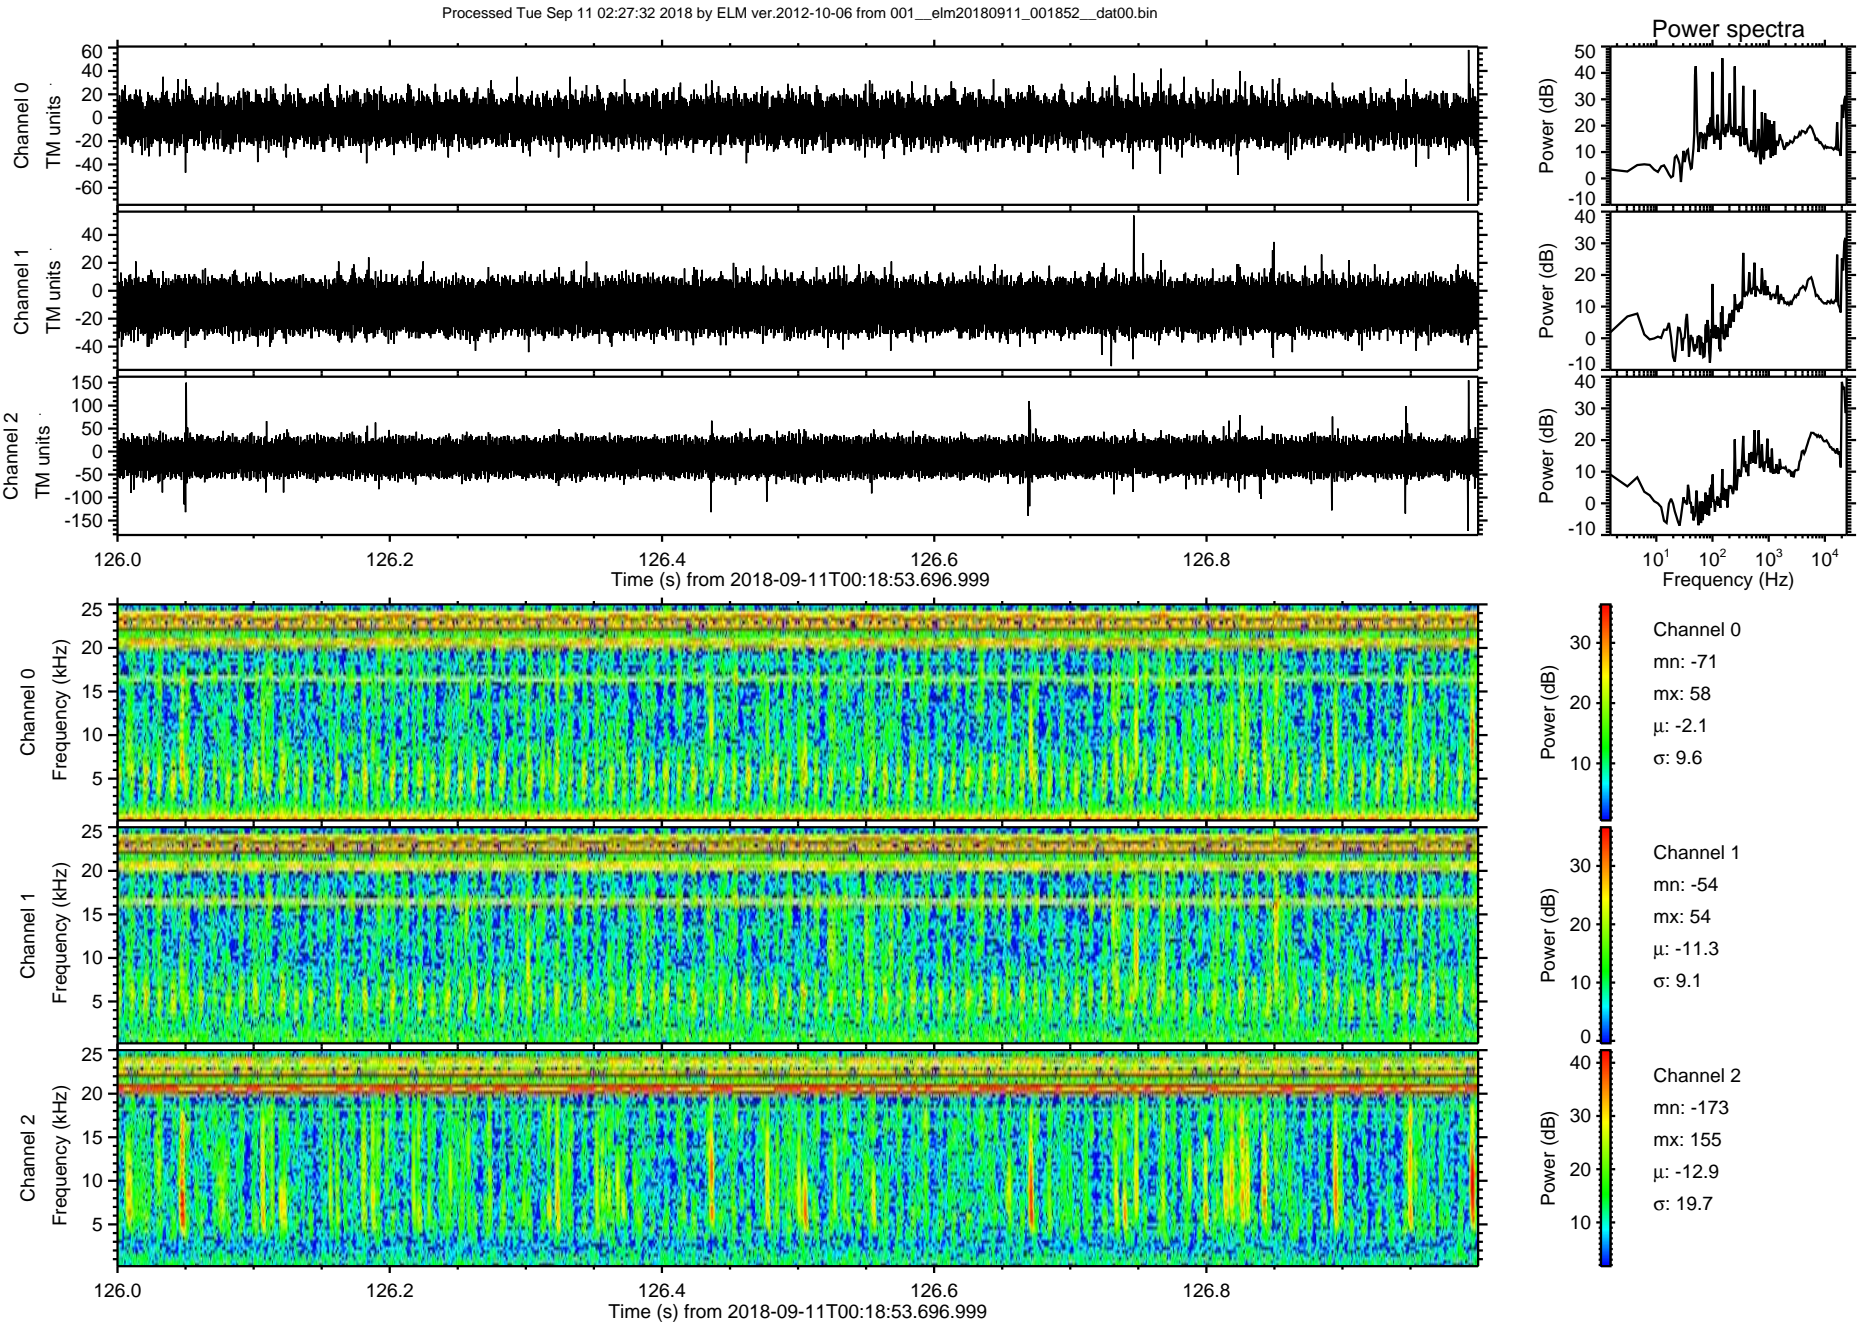 Processed Tue Sep 11 02:27:32 2018 by ELM ver.2012-10-06 from 001__elm20180911_001852__dat00.bin
Power spectra
Channel 0
TM units
60
40
20
0
-20
-40
-60
Power (dB)
50
40
30
20
10
0
-10
Channel 1
TM units
40
20
0
-20
-40
Power (dB)
40
30
20
10
0
-10
Channel 2
TM units
150
100
50
0
-50
-100
-150
Power (dB)
40
30
20
10
0
-10
126.0 126.2 126.4 126.6 126.8
Time (s) from 2018-09-11T00:18:53.696.999
10¹ 10² 10³ 10⁴
Frequency (Hz)
Channel 0
Frequency (kHz)
25
20
15
10
5
Power (dB)
30
20
10
Channel 0
mn: -71
mx: 58
μ: -2.1
σ: 9.6
Channel 1
Frequency (kHz)
25
20
15
10
5
Power (dB)
30
20
10
0
Channel 1
mn: -54
mx: 54
μ: -11.3
σ: 9.1
Channel 2
Frequency (kHz)
25
20
15
10
5
Power (dB)
40
30
20
10
Channel 2
mn: -173
mx: 155
μ: -12.9
σ: 19.7
126.0 126.2 126.4 126.6 126.8
Time (s) from 2018-09-11T00:18:53.696.999